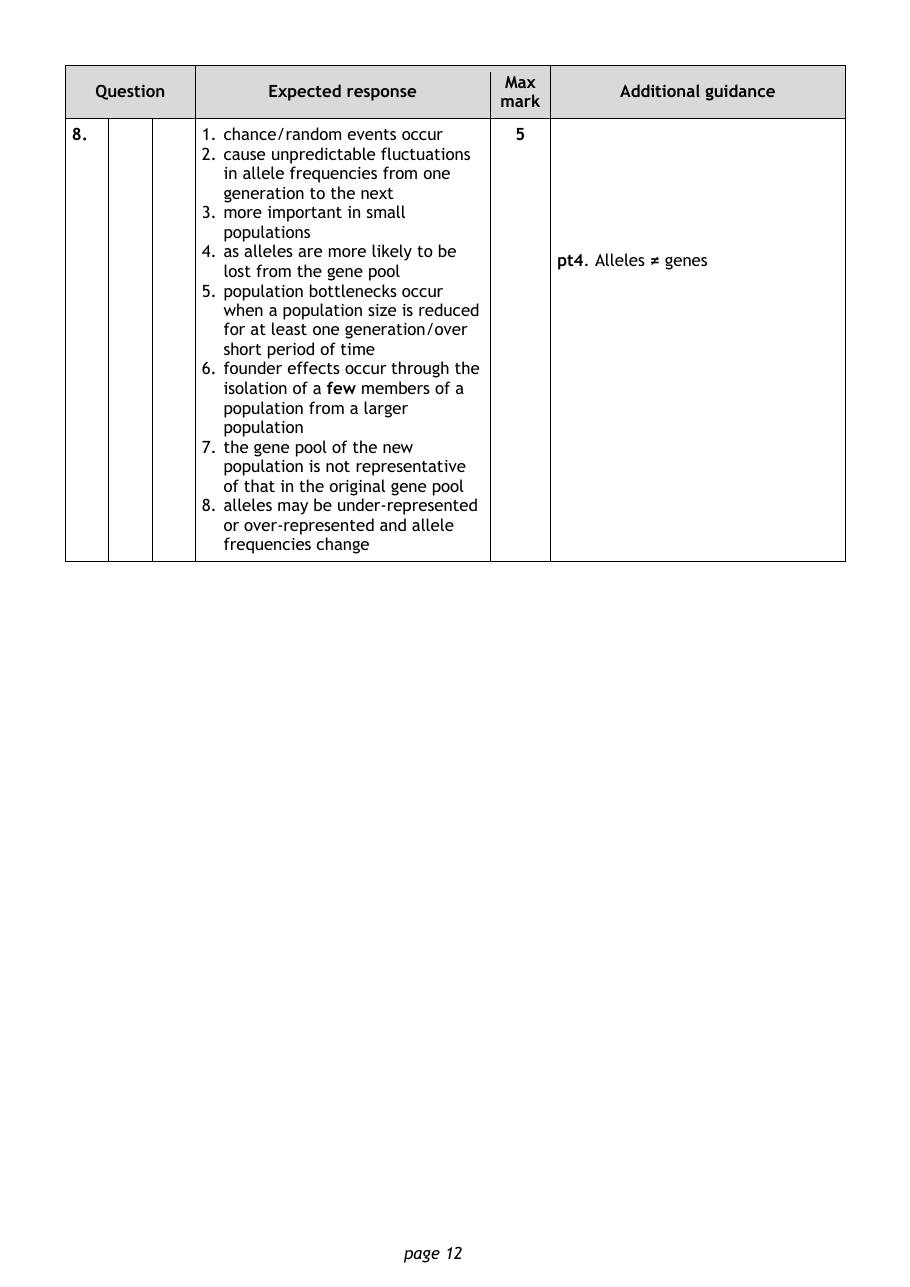 Question Expected response Max mark Additional guidance
8. 1. chance/random events occur 5
2. cause unpredictable fluctuations
in allele frequencies from one
generation to the next
3. more important in small
populations
4. as alleles are more likely to be
lost from the gene pool
pt4. Alleles ≠ genes
5. population bottlenecks occur
when a population size is reduced
for at least one generation/over
short period of time
6. founder effects occur through the
isolation of a few members of a
population from a larger
population
7. the gene pool of the new
population is not representative
of that in the original gene pool
8. alleles may be under-represented
or over-represented and allele
frequencies change
page 12